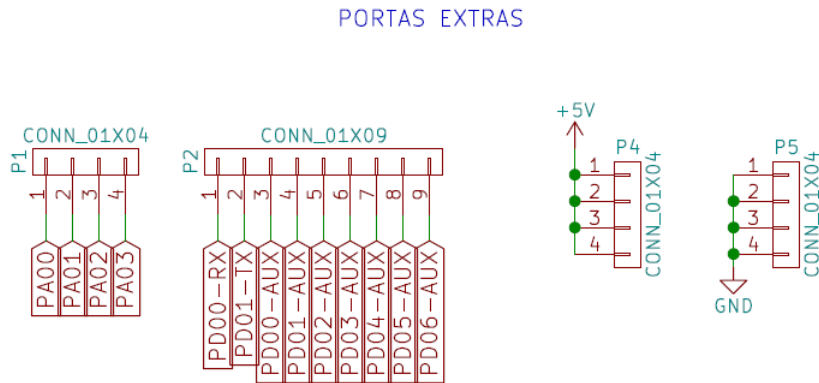 PORTAS EXTRAS
P1
CONN_01X04
1
2
3
4
PA00
PA01
PA02
PA03
P2
CONN_01X09
1
2
3
4
5
6
7
8
9
PD00-RX
PD01-TX
PD00-AUX
PD01-AUX
PD02-AUX
PD03-AUX
PD04-AUX
PD05-AUX
PD06-AUX
+5V
P4
1
2
3
4
CONN_01X04
P5
1
2
3
4
CONN_01X04
GND